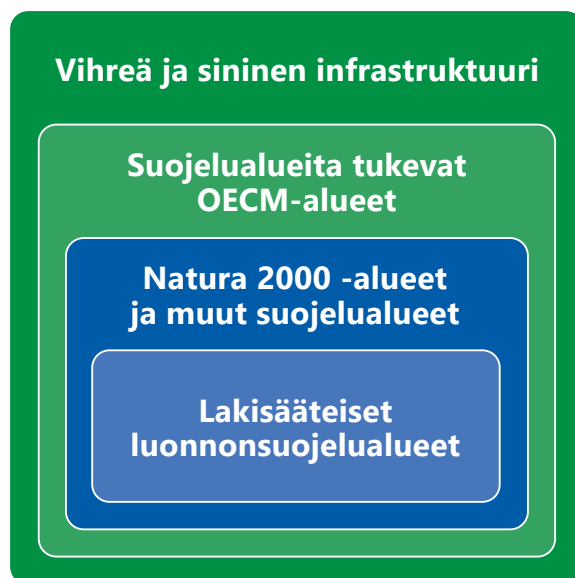 Vihreä ja sininen infrastruktuuri
Suojelualueita tukevat
OECM-alueet
Natura 2000 -alueet
ja muut suojelualueet
Lakisääteiset
luonnonsuojelualueet